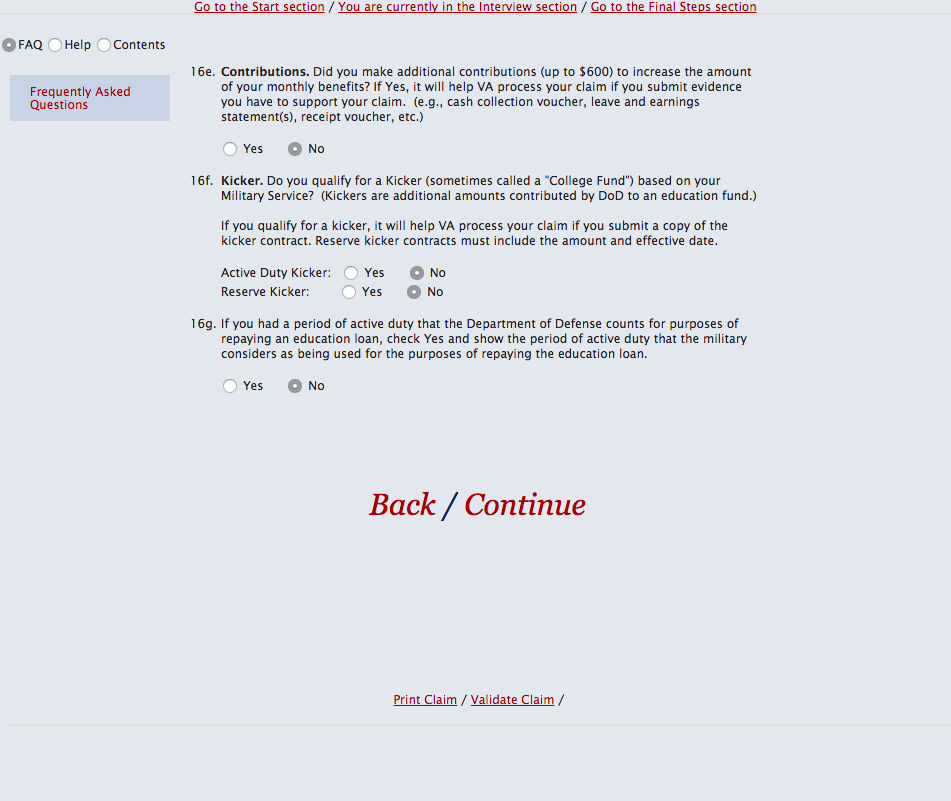 Go to the Start section / You are currently in the Interview section / Go to the Final Steps section
FAQ Help Contents
Frequently Asked
Questions
16e. Contributions. Did you make additional contributions (up to $600) to increase the amount
of your monthly benefits? If Yes, it will help VA process your claim if you submit evidence
you have to support your claim. (e.g., cash collection voucher, leave and earnings
statement(s), receipt voucher, etc.)
Yes No
16f. Kicker. Do you qualify for a Kicker (sometimes called a "College Fund") based on your
Military Service? (Kickers are additional amounts contributed by DoD to an education fund.)
If you qualify for a kicker, it will help VA process your claim if you submit a copy of the
kicker contract. Reserve kicker contracts must include the amount and effective date.
Active Duty Kicker: Yes No
Reserve Kicker: Yes No
16g. If you had a period of active duty that the Department of Defense counts for purposes of
repaying an education loan, check Yes and show the period of active duty that the military
considers as being used for the purposes of repaying the education loan.
Yes No
Back / Continue
Print Claim / Validate Claim /